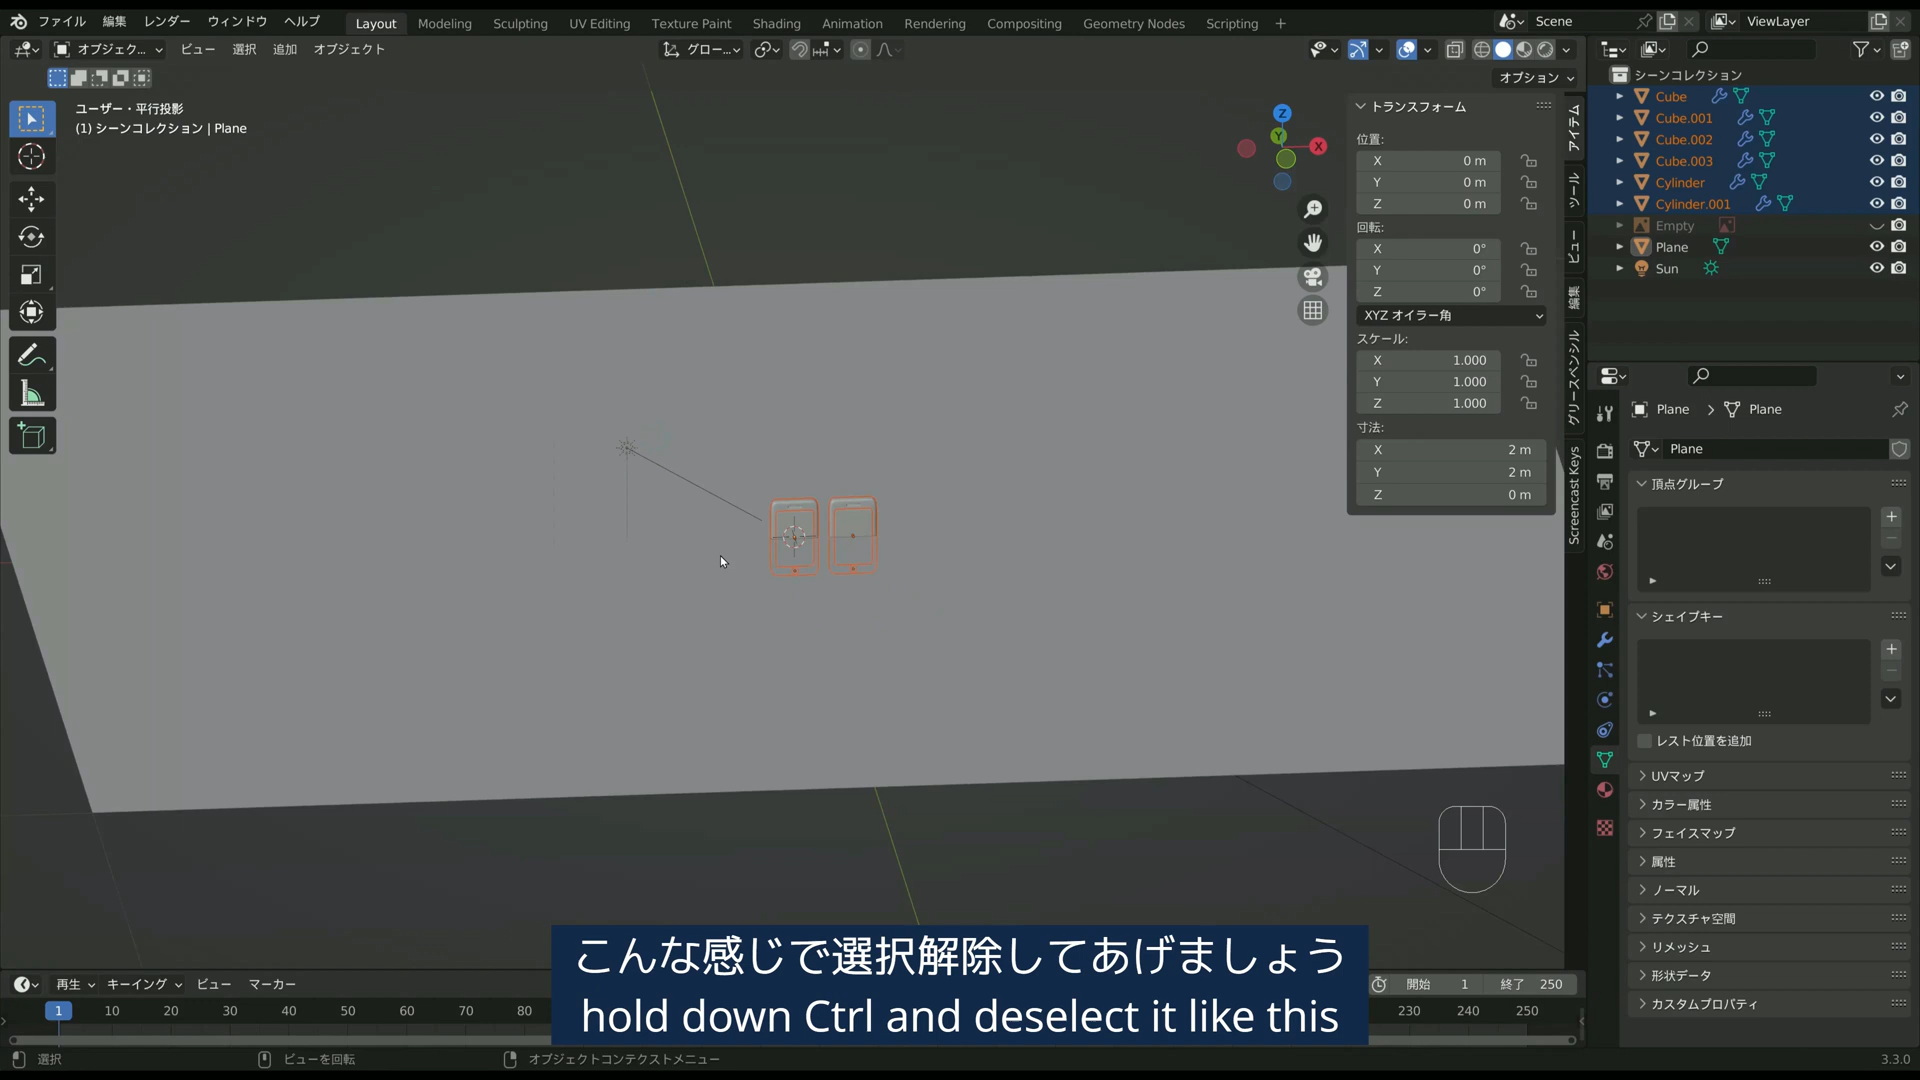 ファイル 編集 レンダー ウィンドウ ヘルプ Layout Modeling Sculpting UV Editing Texture Paint Shading Animation Rendering Compositing Geometry Nodes Scripting + Scene ViewLayer
オブジェク... ビュー 選択 追加 オブジェクト グロー...
オプション
ユーザー・平行投影
(1) シーンコレクション | Plane
Z
Y
X
トランスフォーム
位置:
X 0 m
Y 0 m
Z 0 m
回転:
X 0°
Y 0°
Z 0°
XYZ オイラー角
スケール:
X 1.000
Y 1.000
Z 1.000
寸法:
X 2 m
Y 2 m
Z 0 m
アイテム
ツール
ビュー
編集
グリースペンシル
Screencast Keys
シーンコレクション
Cube
Cube.001
Cube.002
Cube.003
Cylinder
Cylinder.001
Empty
Plane
Sun
Plane > Plane
Plane
頂点グループ
シェイプキー
レスト位置を追加
UVマップ
カラー属性
フェイスマップ
属性
ノーマル
テクスチャ空間
リメッシュ
形状データ
カスタムプロパティ
こんな感じで選択解除してあげましょう
hold down Ctrl and deselect it like this
再生 キーイング ビュー マーカー 開始 1 終了 250
1 10 20 30 40 50 60 70 80 230 240 250
選択 ビューを回転 オブジェクトコンテクストメニュー 3.3.0